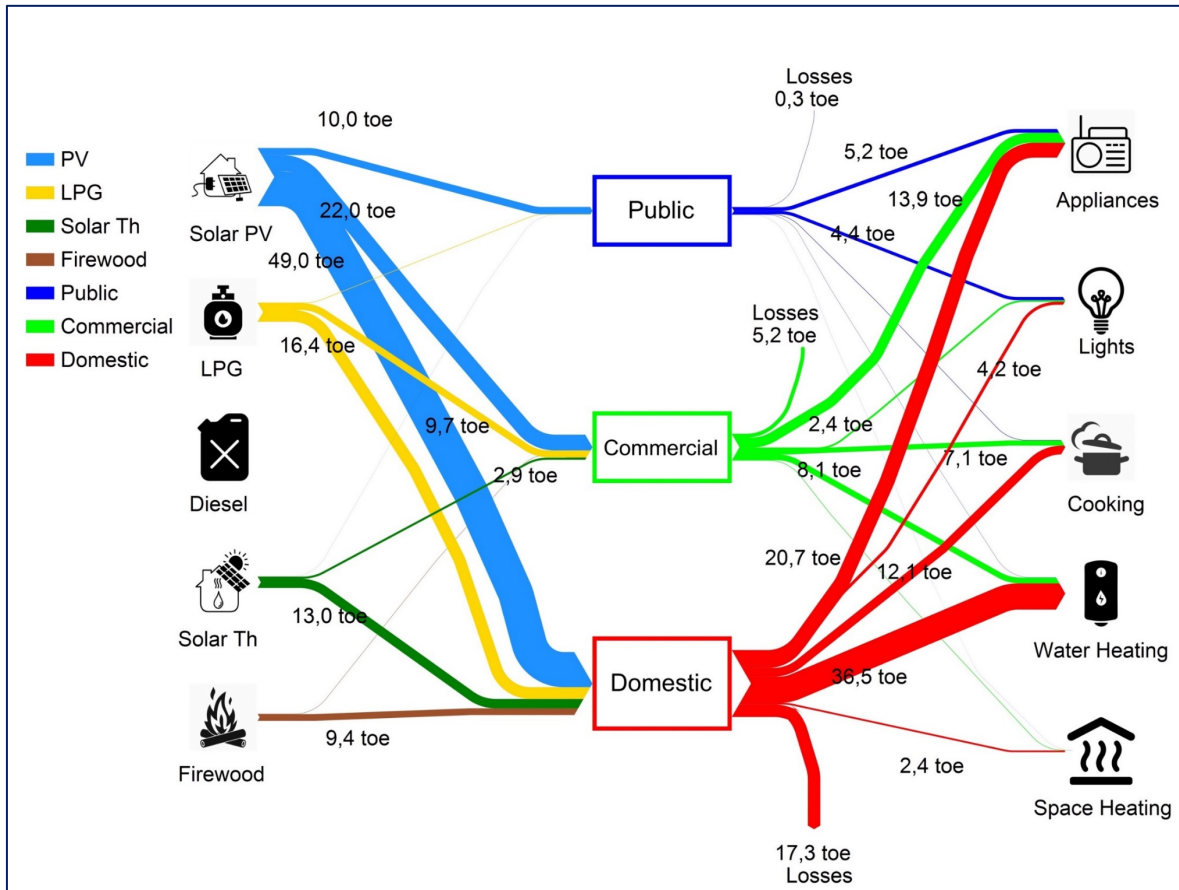 PV
LPG
Solar Th
Firewood
Public
Commercial
Domestic
Solar PV
LPG
Diesel
Solar Th
Firewood
10,0 toe
22,0 toe
49,0 toe
16,4 toe
9,7 toe
2,9 toe
13,0 toe
9,4 toe
Public
Commercial
Domestic
Losses
0,3 toe
5,2 toe
13,9 toe
4,4 toe
Losses
5,2 toe
4,2 toe
2,4 toe
7,1 toe
8,1 toe
20,7 toe
12,1 toe
36,5 toe
2,4 toe
17,3 toe
Losses
Appliances
Lights
Cooking
Water Heating
Space Heating